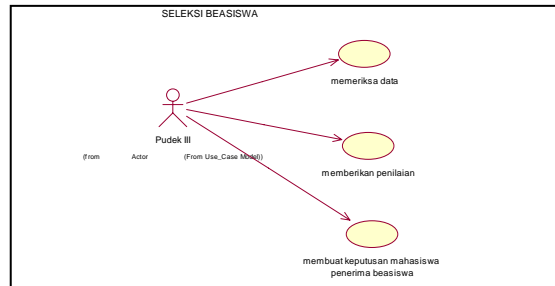 SELEKSI BEASISWA
memeriksa data
Pudek III
(from Actor (From Use_Case Model))
memberikan penilaian
membuat keputusan mahasiswa
penerima beasiswa